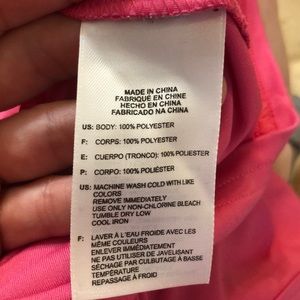 MADE IN CHINA
FABRIQUÉ EN CHINE
HECHO EN CHINA
FABRICADO NA CHINA
US: BODY: 100% POLYESTER
F: CORPS: 100% POLYESTER
E: CUERPO (TRONCO): 100% POLIESTER
P: CORPO: 100% POLIÉSTER
US: MACHINE WASH COLD WITH LIKE
COLORS
REMOVE IMMEDIATELY
USE ONLY NON-CHLORINE BLEACH
TUMBLE DRY LOW
COOL IRON
F: LAVER À L'EAU FROIDE AVEC LES
MÊME COULEURS
ENLEVER IMMÉDIATEMENT
NE PAS UTILISER DE JAVELISANT
SÉCHAGE PAR CULBUTAGE À BASSE
TEMPÉRATURE
REPASSAGE À FROID